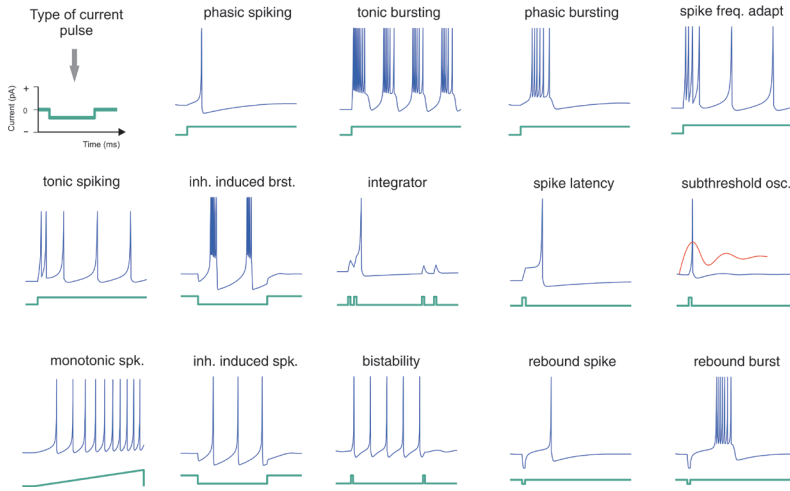 Type of current
pulse
phasic spiking
tonic bursting
phasic bursting
spike freq. adapt
Current (pA)
+
0
−
Time (ms)
tonic spiking
inh. induced brst.
integrator
spike latency
subthreshold osc.
monotonic spk.
inh. induced spk.
bistability
rebound spike
rebound burst